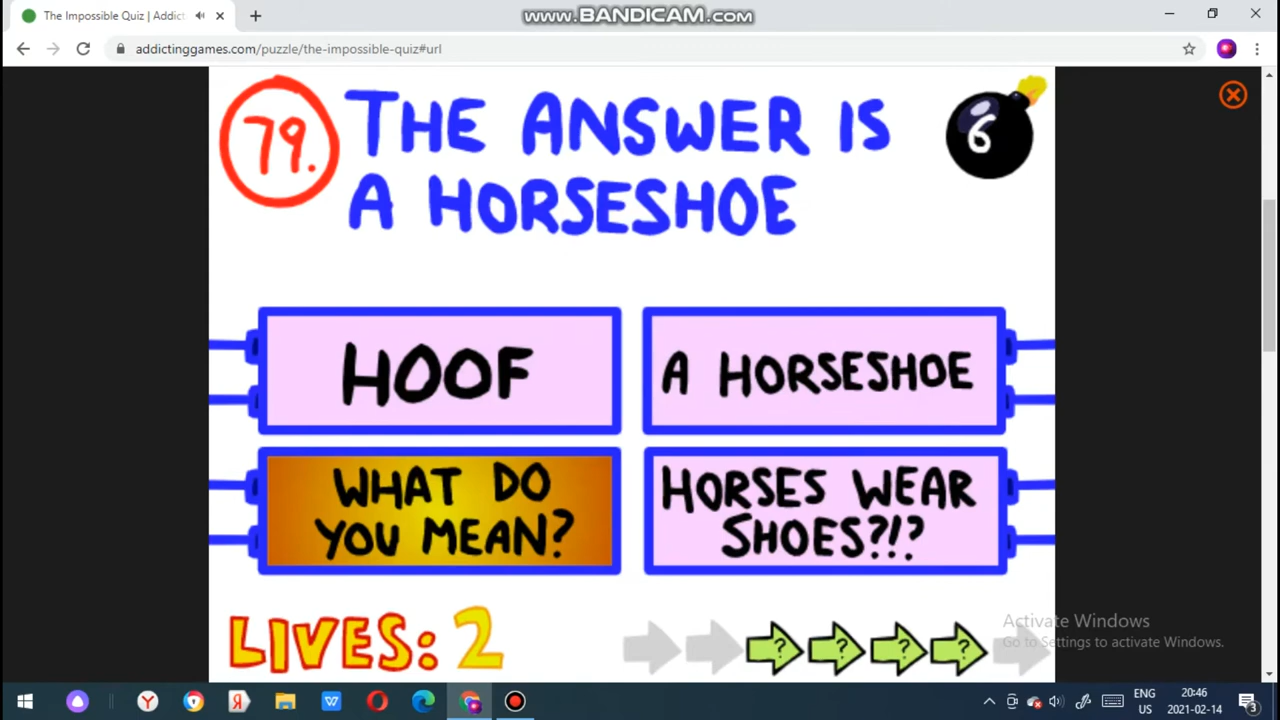 The Impossible Quiz | Addict
www.BANDICAM.com
addictinggames.com/puzzle/the-impossible-quiz#url
79. THE ANSWER IS
A HORSESHOE
6
HOOF
A HORSESHOE
WHAT DO
YOU MEAN?
HORSES WEAR
SHOES?!?
LIVES: 2
? ? ? ?
Activate Windows
Go to Settings to activate Windows.
ENG
US
20:46
2021-02-14
3